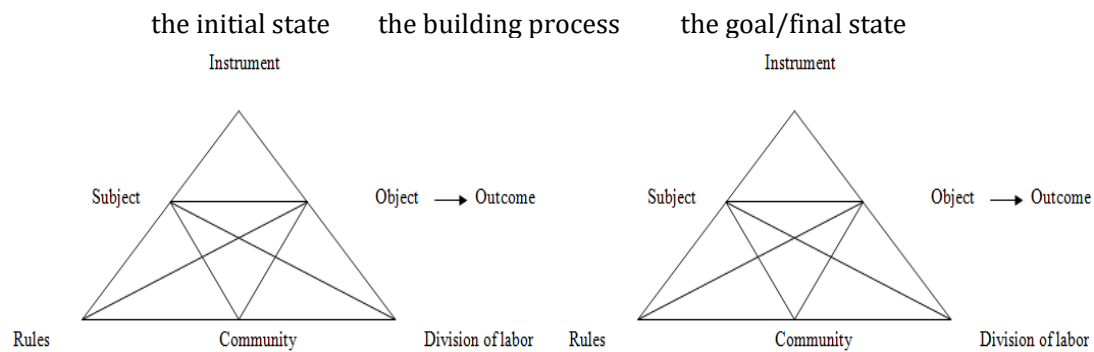 the initial state the building process the goal/final state
Instrument Instrument
Subject Object Outcome Subject Object Outcome
Rules Community Division of labor Rules Community Division of labor